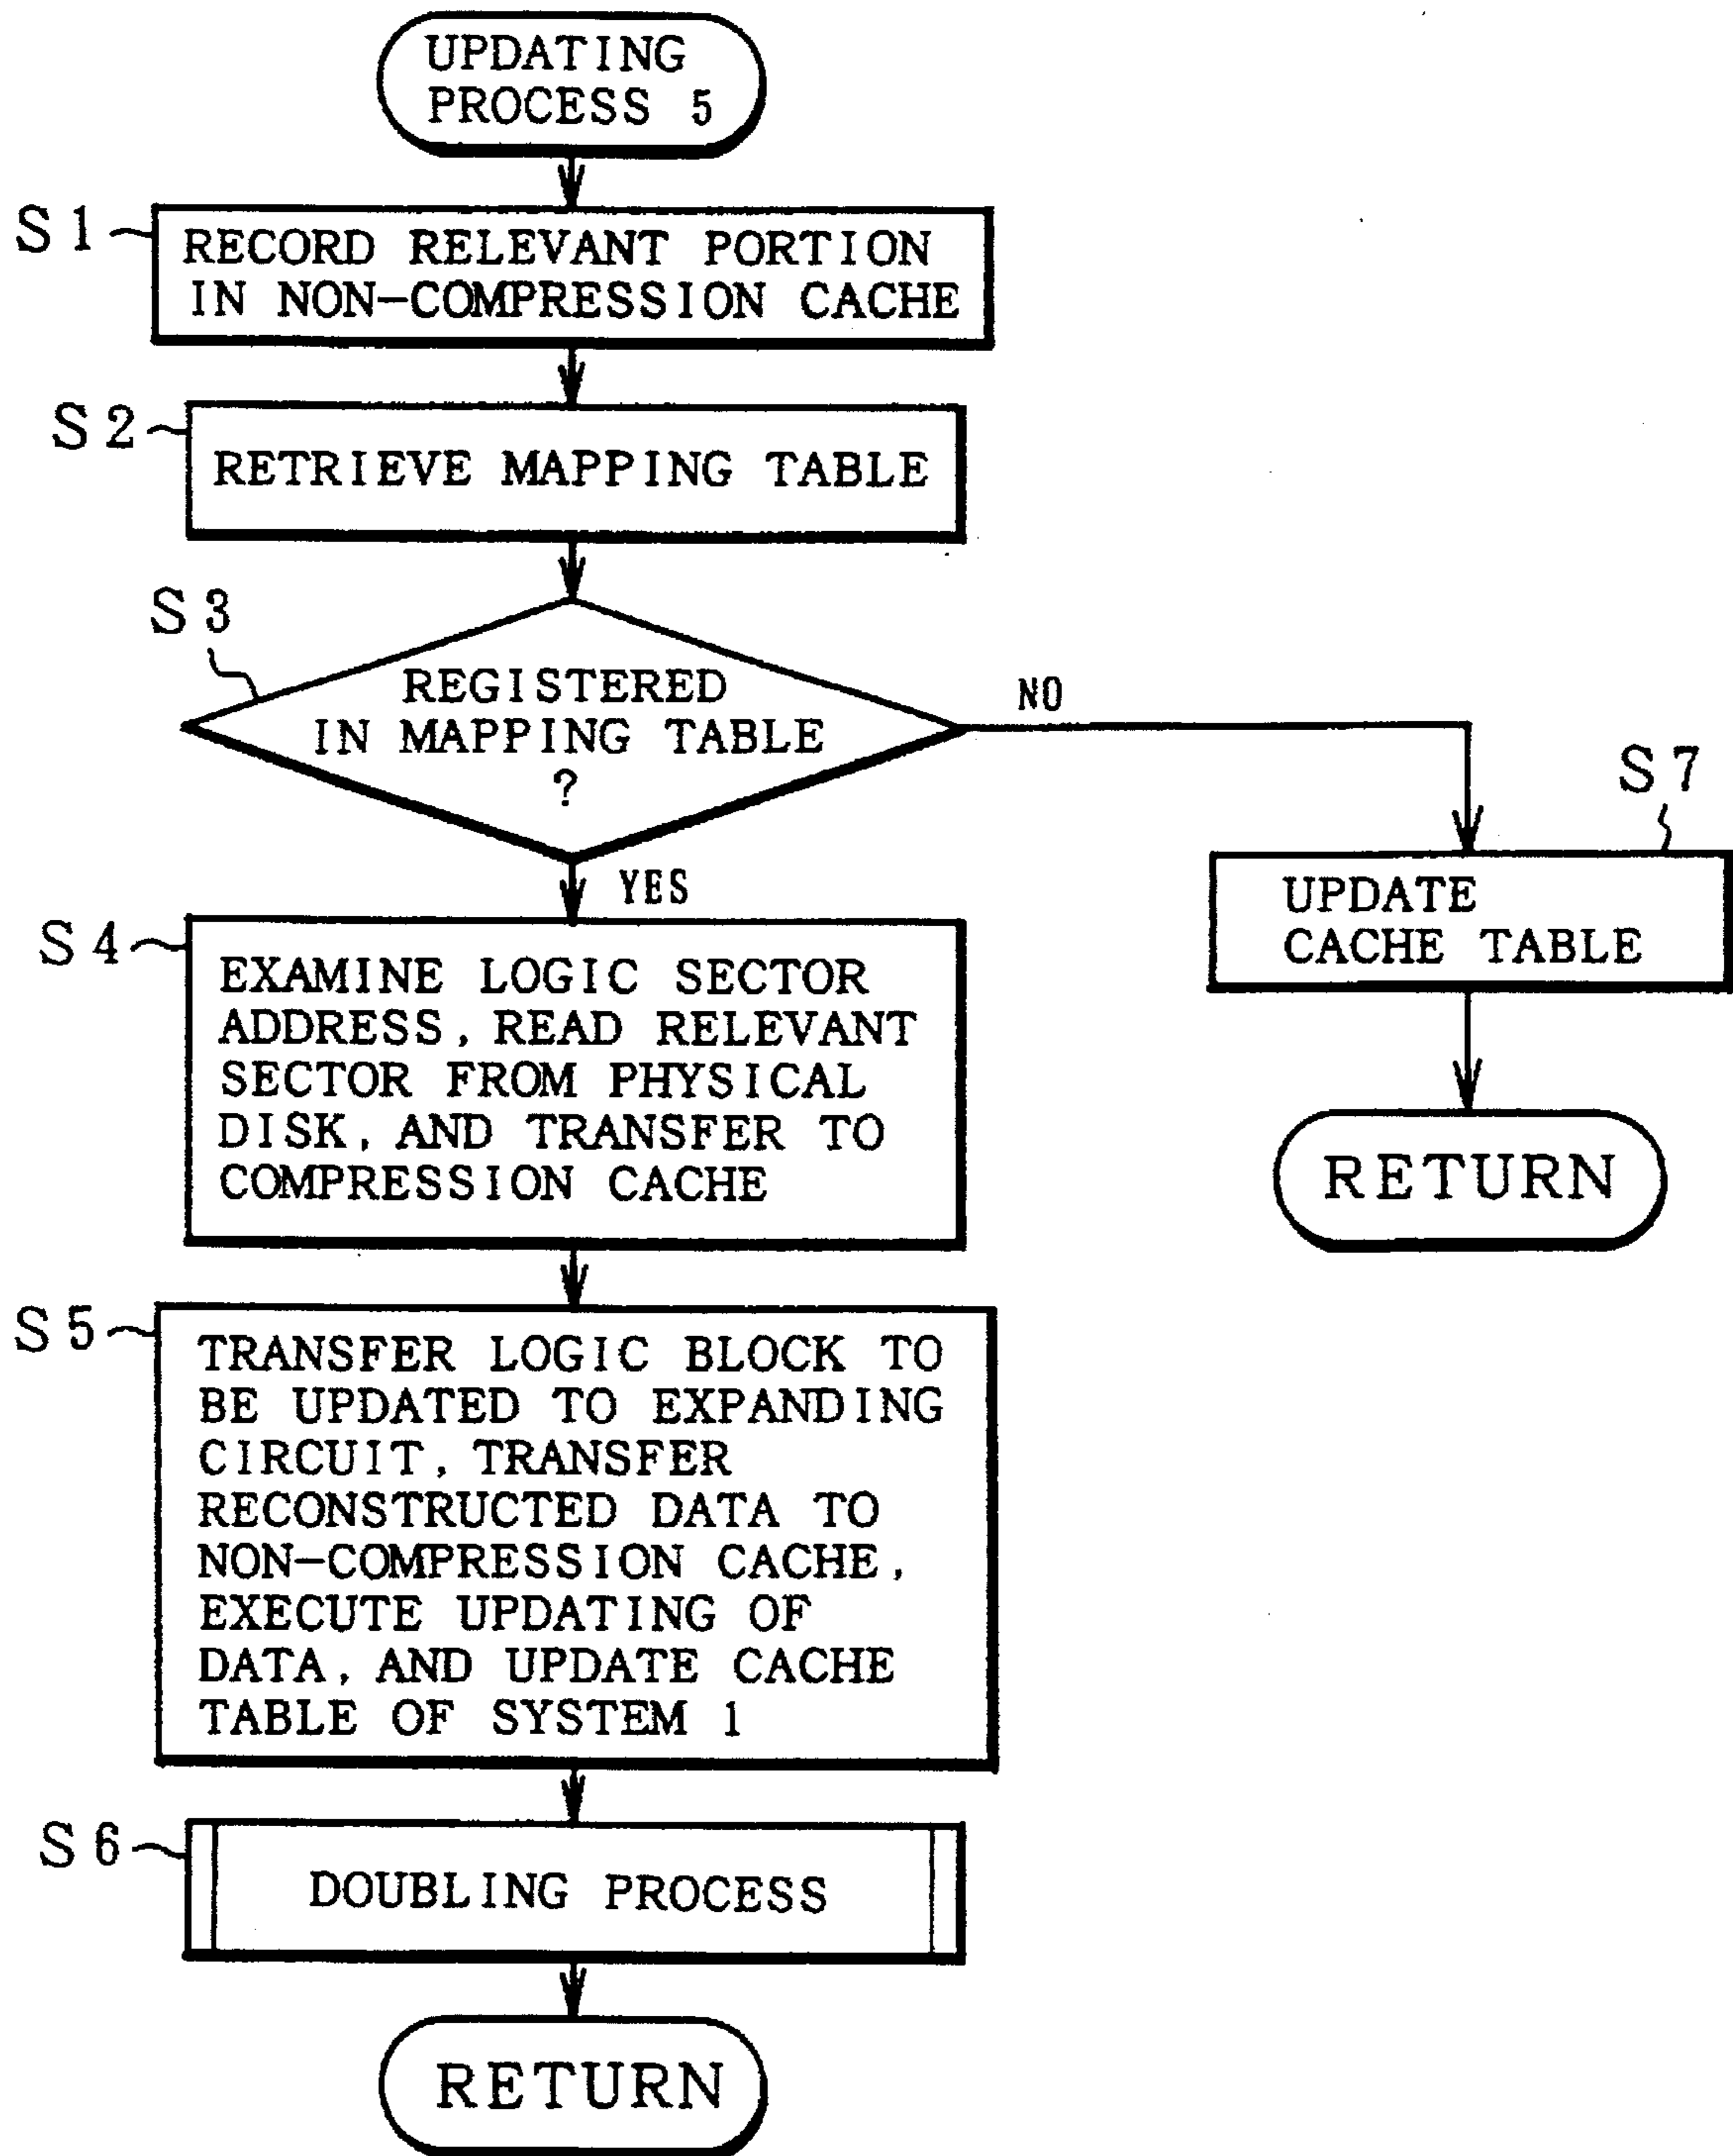 UPDATING
PROCESS 5
S1
RECORD RELEVANT PORTION
IN NON-COMPRESSION CACHE
S2
RETRIEVE MAPPING TABLE
S3
REGISTERED
IN MAPPING TABLE
?
NO
YES
S7
UPDATE
CACHE TABLE
RETURN
S4
EXAMINE LOGIC SECTOR
ADDRESS, READ RELEVANT
SECTOR FROM PHYSICAL
DISK, AND TRANSFER TO
COMPRESSION CACHE
S5
TRANSFER LOGIC BLOCK TO
BE UPDATED TO EXPANDING
CIRCUIT, TRANSFER
RECONSTRUCTED DATA TO
NON-COMPRESSION CACHE,
EXECUTE UPDATING OF
DATA, AND UPDATE CACHE
TABLE OF SYSTEM 1
S6
DOUBLING PROCESS
RETURN